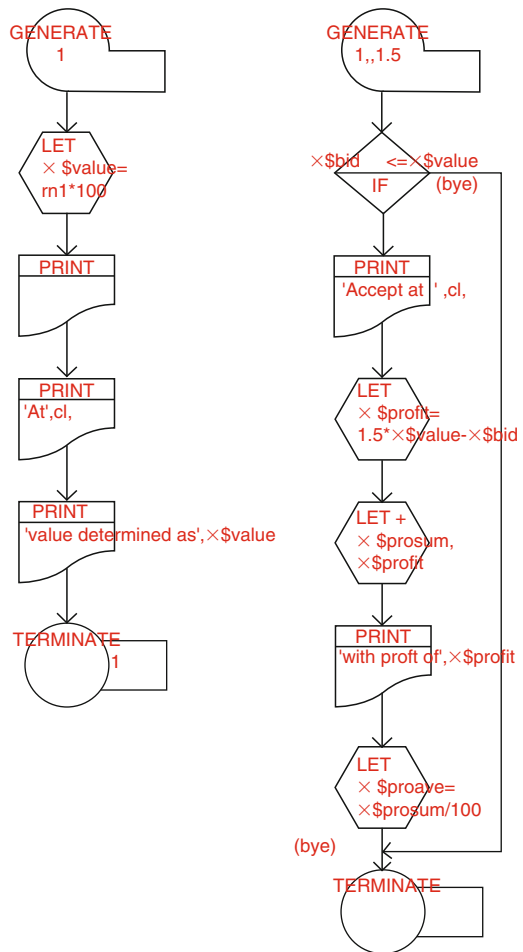 GENERATE
1
LET
× $value=
rn1*100
PRINT
PRINT
'At',cl,
PRINT
'value determined as',×$value
TERMINATE
1
GENERATE
1,,1.5
×$bid <=×$value
IF (bye)
PRINT
'Accept at ' ,cl,
LET
× $profit=
1.5*×$value-×$bid
LET +
× $prosum,
×$profit
PRINT
'with proft of',×$profit
LET
× $proave=
×$prosum/100
(bye)
TERMINATE